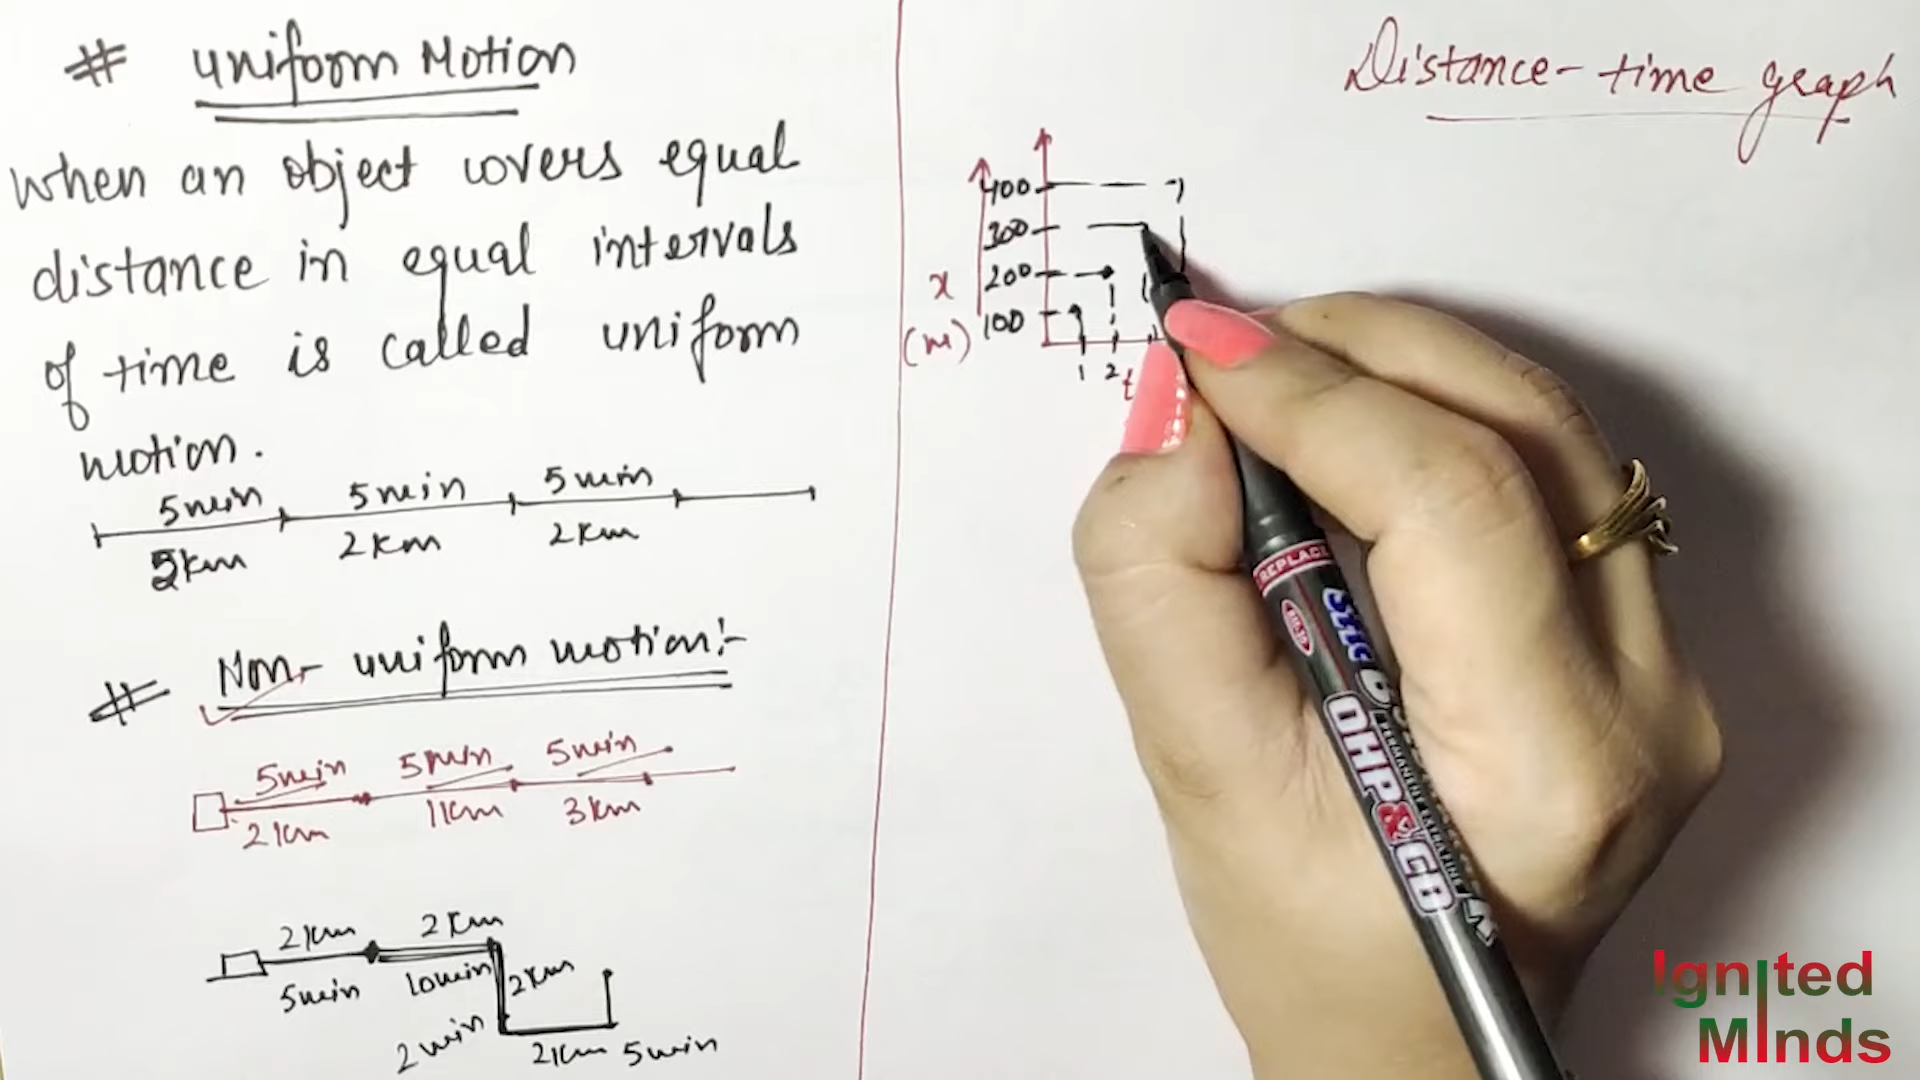 # uniform Motion
when an object covers equal
distance in equal intervals
of time is called uniform
motion.
5min 5min 5min
2km 2km 2km
# Non- uniform motion:-
5min 5min 5min
2km 1km 3km
2km 2km
5min 10min 2km
2min
2km 5min
Distance- time graph
400
300
x 200
(m) 100
1 2
t
REPLACE
OHP&CD
PERMANENT
Ignited
Minds